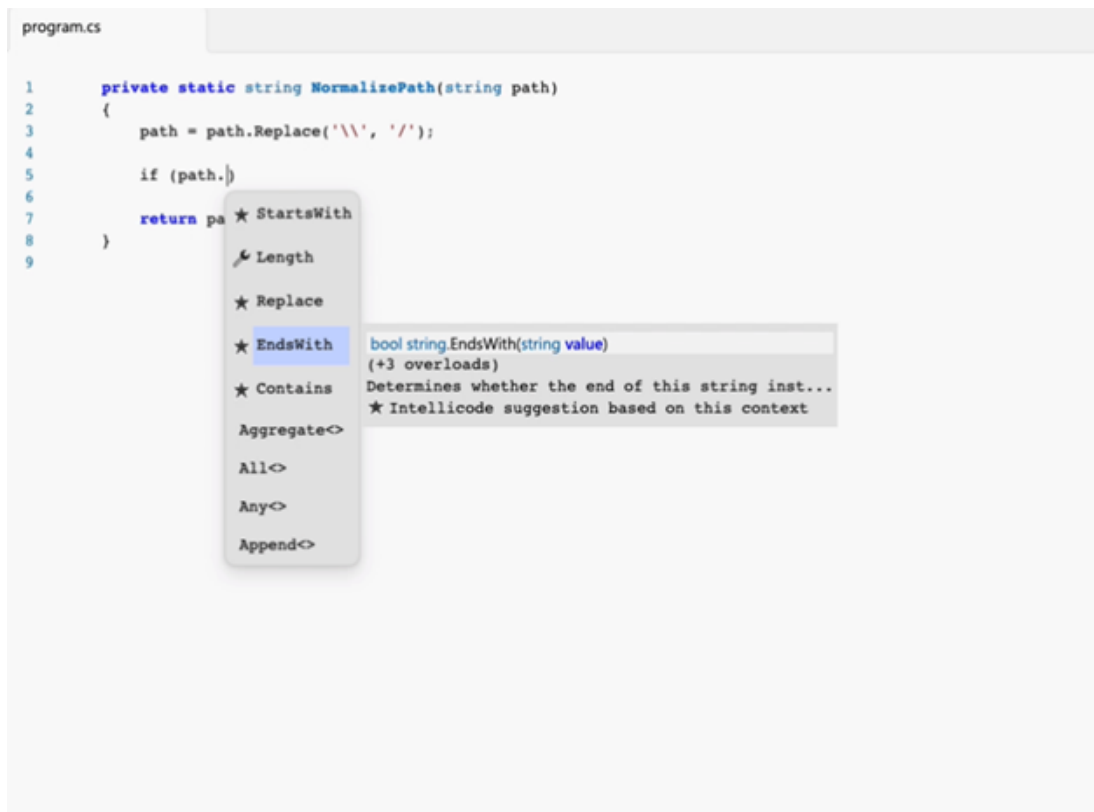 program.cs
1 private static string NormalizePath(string path)
2 {
3 path = path.Replace('\\', '/');
4
5 if (path.)
6
7 return pa
8 }
9
★ StartsWith
Length
★ Replace
★ EndsWith
★ Contains
Aggregate<>
All<>
Any<>
Append<>
bool string.EndsWith(string value)
(+3 overloads)
Determines whether the end of this string inst...
★ Intellicode suggestion based on this context